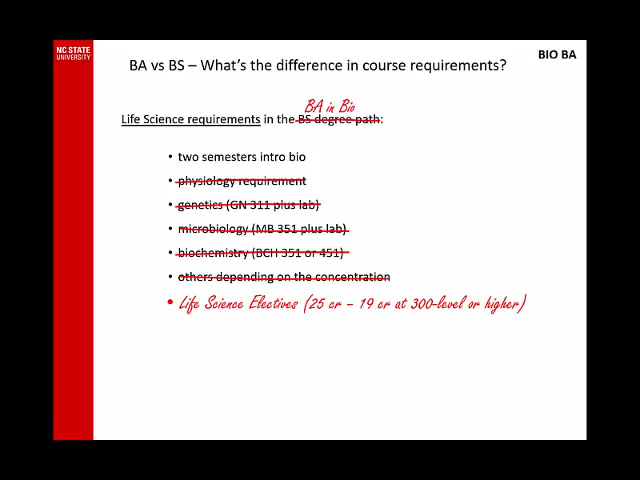 NC STATE
UNIVERSITY
BIO BA
BA vs BS – What's the difference in course requirements?
BA in Bio
Life Science requirements in the BS degree path:
• two semesters intro bio
• physiology requirement
• genetics (GN 311 plus lab)
• microbiology (MB 351 plus lab)
• biochemistry (BCH 351 or 451)
• others depending on the concentration
• Life Science Electives (25 cr – 19 cr at 300-level or higher)